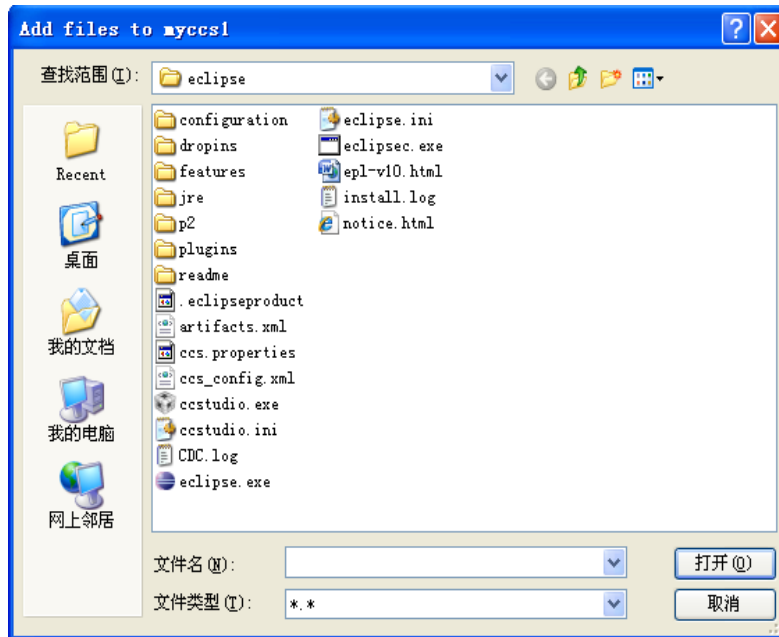 Add files to myccs1
查找范围(I):
eclipse
Recent
桌面
我的文档
我的电脑
网上邻居
configuration
dropins
features
jre
p2
plugins
readme
.eclipseproduct
artifacts.xml
ccs.properties
ccs_config.xml
ccstudio.exe
ccstudio.ini
CDC.log
eclipse.exe
eclipse.ini
eclipsec.exe
epl-v10.html
install.log
notice.html
文件名(N):
打开(O)
文件类型(T):
*.*
取消